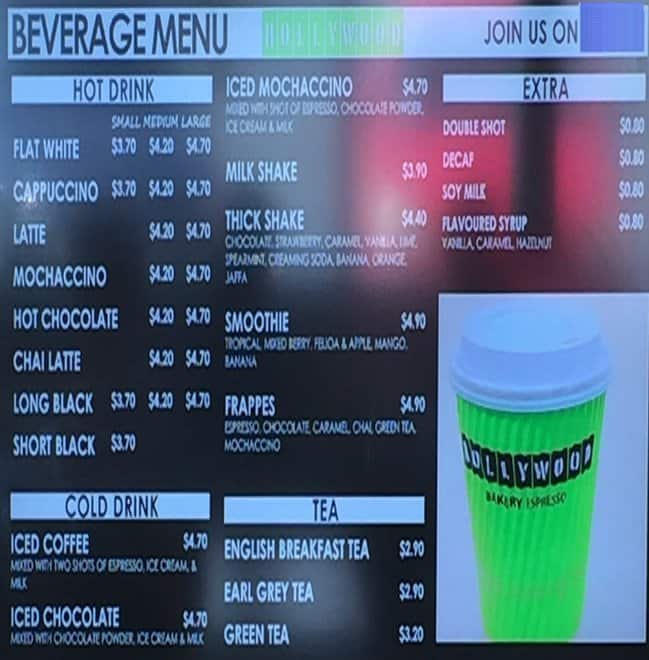 BEVERAGE MENU HOLLYWOOD JOIN US ON
HOT DRINK
SMALL MEDIUM LARGE
FLAT WHITE $3.70 $4.20 $4.70
CAPPUCCINO $3.70 $4.20 $4.70
LATTE $4.20 $4.70
MOCHACCINO $4.20 $4.70
HOT CHOCOLATE $4.20 $4.70
CHAI LATTE $4.20 $4.70
LONG BLACK $3.70 $4.20 $4.70
SHORT BLACK $3.70
COLD DRINK
ICED COFFEE $4.70
MIXED WITH TWO SHOTS OF ESPRESSO, ICE CREAM, &
MILK
ICED CHOCOLATE $4.70
MIXED WITH CHOCOLATE POWDER, ICE CREAM & MILK
ICED MOCHACCINO $4.70
MIXED WITH SHOT OF ESPRESSO, CHOCOLATE POWDER,
ICE CREAM & MILK
MILK SHAKE $3.90
THICK SHAKE $4.40
CHOCOLATE, STRAWBERRY, CARAMEL, VANILLA, LIME,
SPEARMINT, CREAMING SODA, BANANA, ORANGE,
JAFFA
SMOOTHIE $4.90
TROPICAL, MIXED BERRY, FEIJOA & APPLE, MANGO,
BANANA
FRAPPES $4.90
ESPRESSO, CHOCOLATE, CARAMEL, CHAI, GREEN TEA,
MOCHACCINO
TEA
ENGLISH BREAKFAST TEA $2.90
EARL GREY TEA $2.90
GREEN TEA $3.20
EXTRA
DOUBLE SHOT $0.80
DECAF $0.80
SOY MILK $0.80
FLAVOURED SYRUP $0.80
VANILLA, CARAMEL, HAZELNUT
HOLLYWOOD
BAKERY ESPRESSO